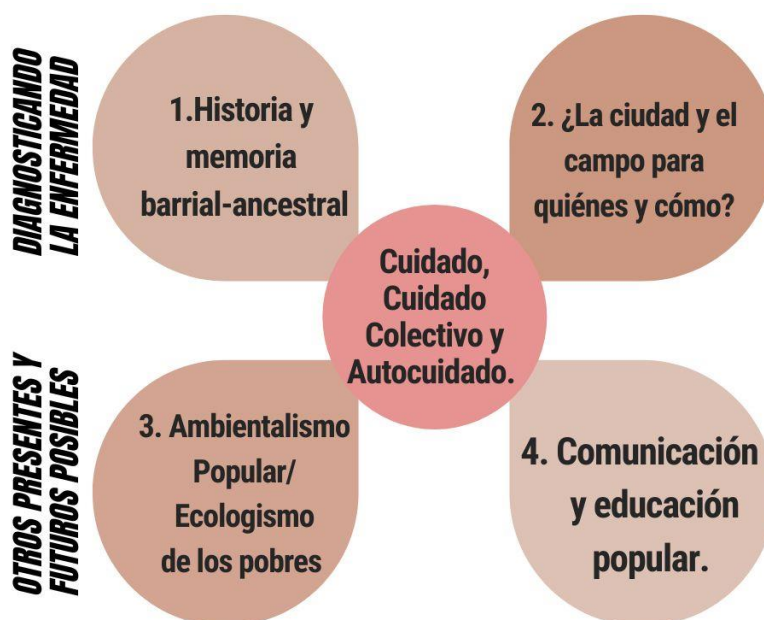 DIAGNOSTICANDO
LA ENFERMEDAD
1.Historia y
memoria
barrial-ancestral
2. ¿La ciudad y el
campo para
quiénes y cómo?
Cuidado,
Cuidado
Colectivo y
Autocuidado.
OTROS PRESENTES Y
FUTUROS POSIBLES
3. Ambientalismo
Popular/
Ecologismo
de los pobres
4. Comunicación
y educación
popular.